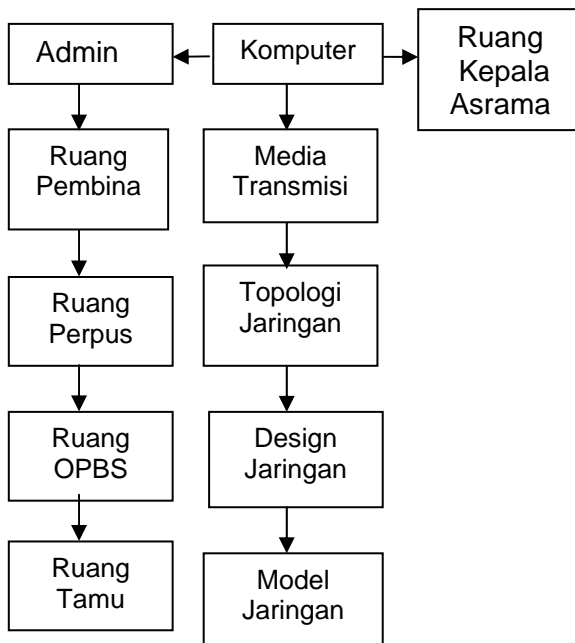 Admin
Komputer
Ruang
Kepala
Asrama
Ruang
Pembina
Media
Transmisi
Ruang
Perpus
Topologi
Jaringan
Ruang
OPBS
Design
Jaringan
Ruang
Tamu
Model
Jaringan